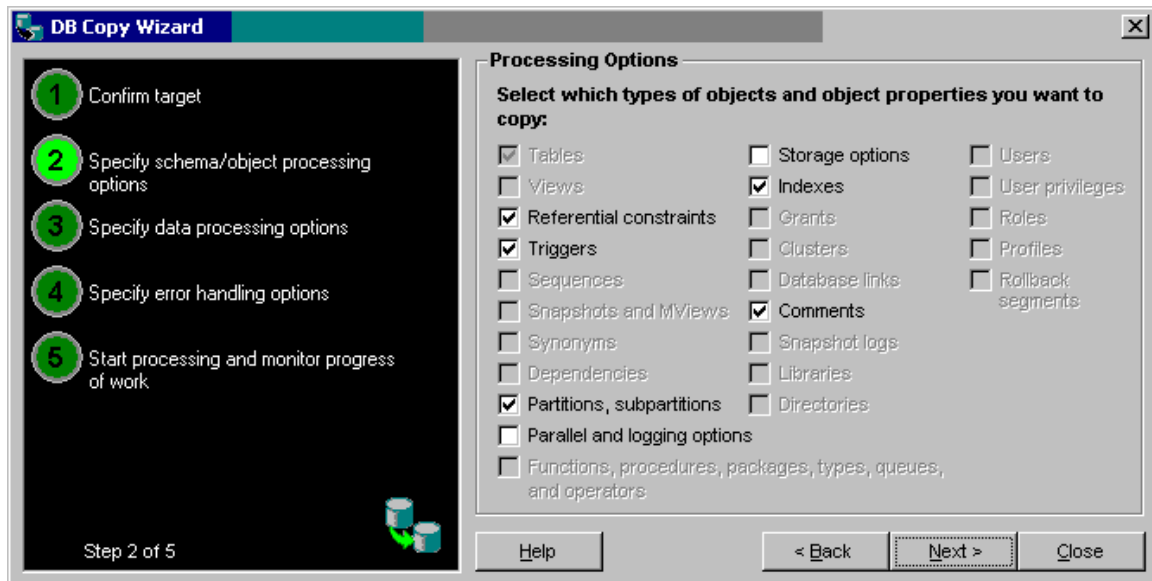 DB Copy Wizard
1 Confirm target
2 Specify schema/object processing
options
3 Specify data processing options
4 Specify error handling options
5 Start processing and monitor progress
of work
Step 2 of 5
Processing Options
Select which types of objects and object properties you want to
copy:
Tables
Views
Referential constraints
Triggers
Sequences
Snapshots and MViews
Synonyms
Dependencies
Partitions, subpartitions
Parallel and logging options
Functions, procedures, packages, types, queues,
and operators
Storage options
Indexes
Grants
Clusters
Database links
Comments
Snapshot logs
Libraries
Directories
Users
User privileges
Roles
Profiles
Rollback
segments
Help
< Back
Next >
Close